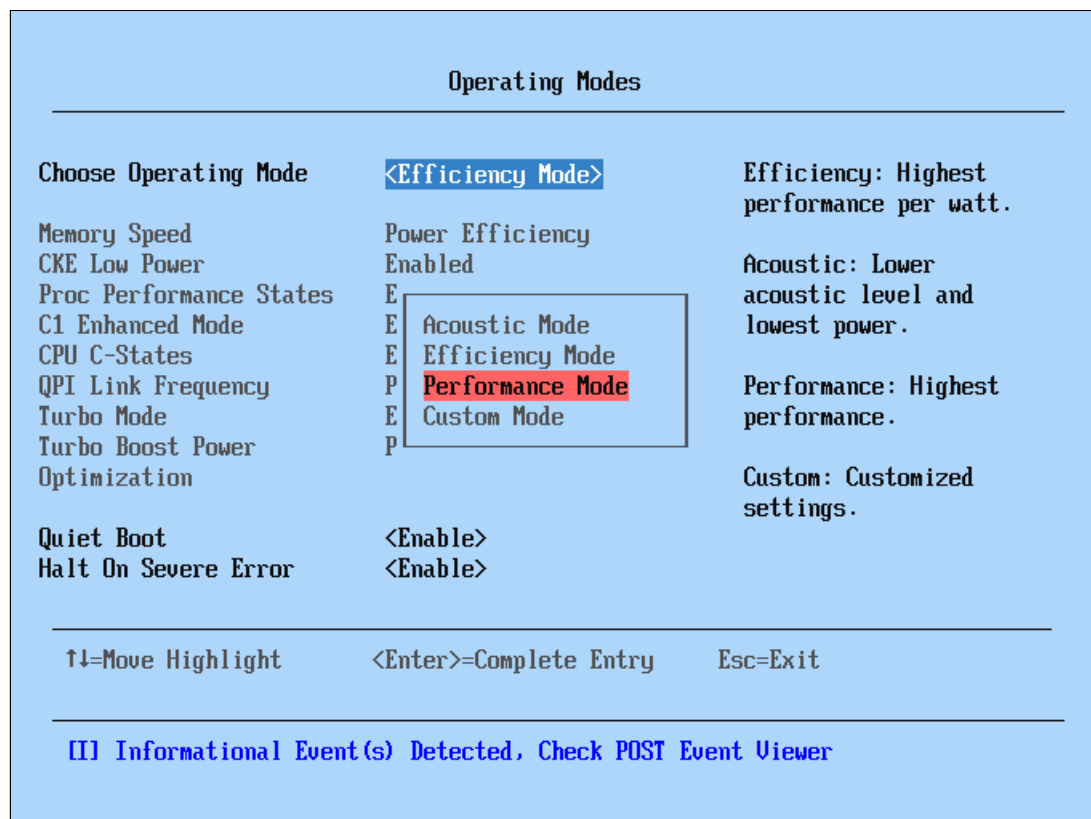 Operating Modes
Choose Operating Mode <Efficiency Mode>
Memory Speed Power Efficiency
CKE Low Power Enabled
Proc Performance States E
C1 Enhanced Mode E
CPU C-States E
QPI Link Frequency P
Turbo Mode E
Turbo Boost Power P
Optimization
Acoustic Mode
Efficiency Mode
Performance Mode
Custom Mode
Quiet Boot <Enable>
Halt On Severe Error <Enable>
Efficiency: Highest
performance per watt.
Acoustic: Lower
acoustic level and
lowest power.
Performance: Highest
performance.
Custom: Customized
settings.
↑↓=Move Highlight <Enter>=Complete Entry Esc=Exit
[I] Informational Event(s) Detected, Check POST Event Viewer